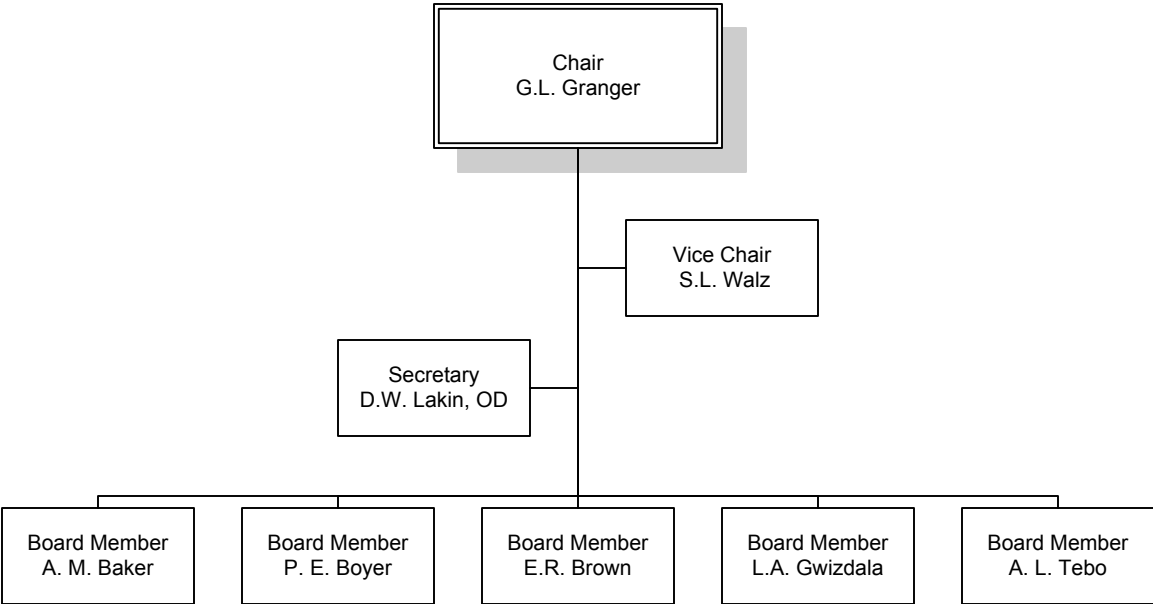 Chair
G.L. Granger
Vice Chair
S.L. Walz
Secretary
D.W. Lakin, OD
Board Member
A. M. Baker
Board Member
P. E. Boyer
Board Member
E.R. Brown
Board Member
L.A. Gwizdala
Board Member
A. L. Tebo